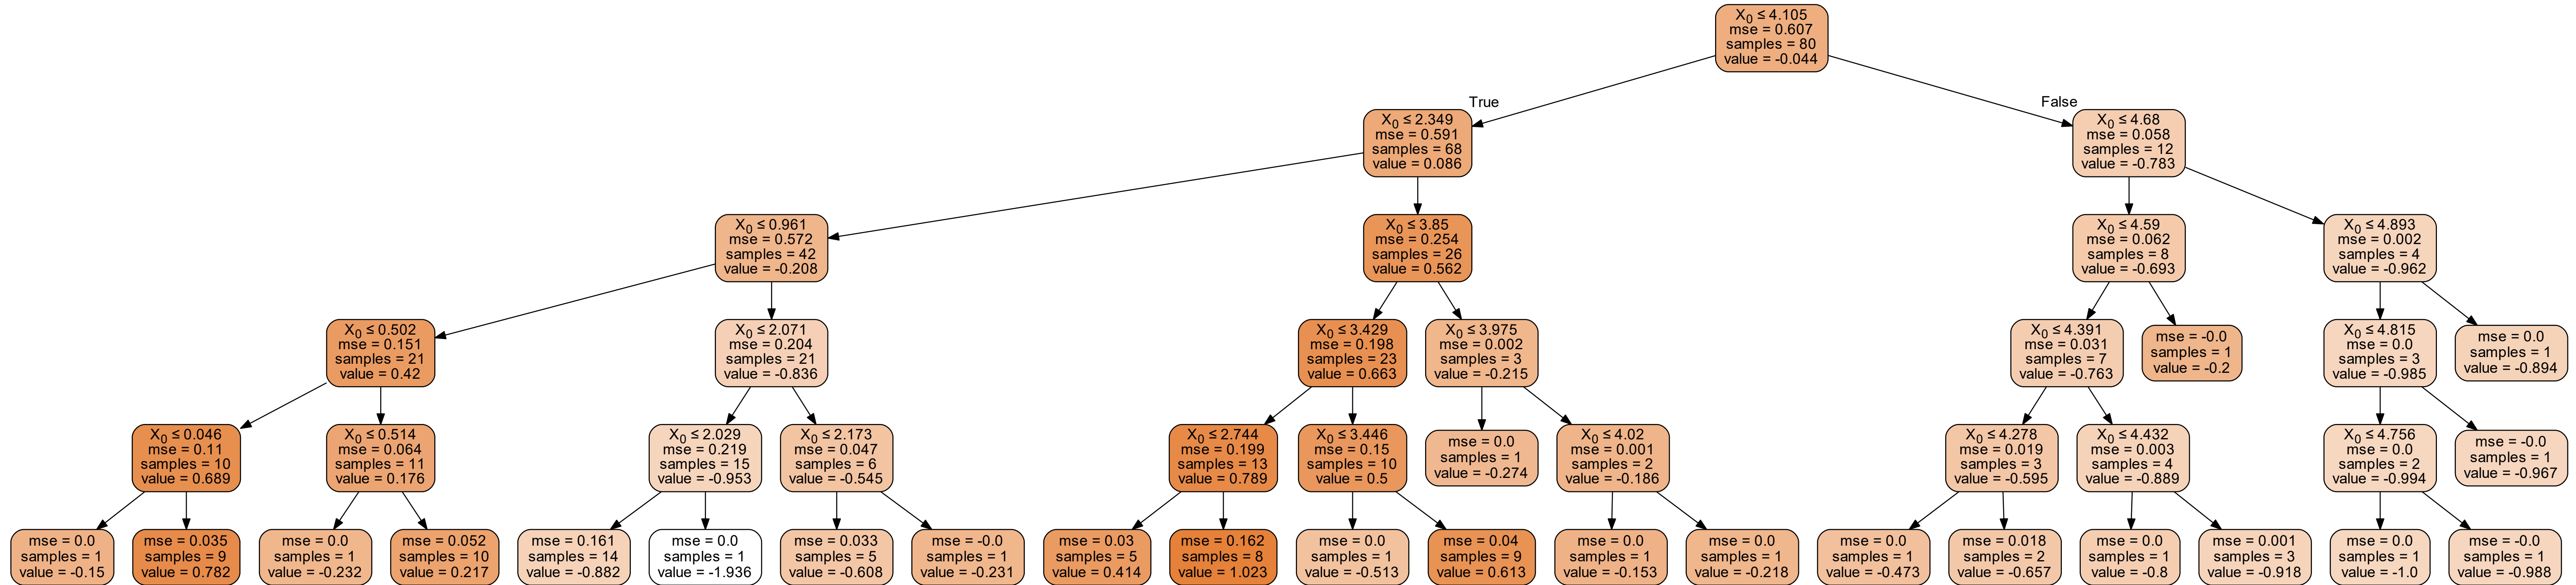 X0 ≤ 4.105
mse = 0.607
samples = 80
value = -0.044
True
False
X0 ≤ 2.349
mse = 0.591
samples = 68
value = 0.086
X0 ≤ 4.68
mse = 0.058
samples = 12
value = -0.783
X0 ≤ 0.961
mse = 0.572
samples = 42
value = -0.208
X0 ≤ 3.85
mse = 0.254
samples = 26
value = 0.562
X0 ≤ 4.59
mse = 0.062
samples = 8
value = -0.693
X0 ≤ 4.893
mse = 0.002
samples = 4
value = -0.962
X0 ≤ 0.502
mse = 0.151
samples = 21
value = 0.42
X0 ≤ 2.071
mse = 0.204
samples = 21
value = -0.836
X0 ≤ 3.429
mse = 0.198
samples = 23
value = 0.663
X0 ≤ 3.975
mse = 0.002
samples = 3
value = -0.215
X0 ≤ 4.391
mse = 0.031
samples = 7
value = -0.763
mse = -0.0
samples = 1
value = -0.2
X0 ≤ 4.815
mse = 0.0
samples = 3
value = -0.985
mse = 0.0
samples = 1
value = -0.894
X0 ≤ 0.046
mse = 0.11
samples = 10
value = 0.689
X0 ≤ 0.514
mse = 0.064
samples = 11
value = 0.176
X0 ≤ 2.029
mse = 0.219
samples = 15
value = -0.953
X0 ≤ 2.173
mse = 0.047
samples = 6
value = -0.545
X0 ≤ 2.744
mse = 0.199
samples = 13
value = 0.789
X0 ≤ 3.446
mse = 0.15
samples = 10
value = 0.5
mse = 0.0
samples = 1
value = -0.274
X0 ≤ 4.02
mse = 0.001
samples = 2
value = -0.186
X0 ≤ 4.278
mse = 0.019
samples = 3
value = -0.595
X0 ≤ 4.432
mse = 0.003
samples = 4
value = -0.889
X0 ≤ 4.756
mse = 0.0
samples = 2
value = -0.994
mse = -0.0
samples = 1
value = -0.967
mse = 0.0
samples = 1
value = -0.15
mse = 0.035
samples = 9
value = 0.782
mse = 0.0
samples = 1
value = -0.232
mse = 0.052
samples = 10
value = 0.217
mse = 0.161
samples = 14
value = -0.882
mse = 0.0
samples = 1
value = -1.936
mse = 0.033
samples = 5
value = -0.608
mse = -0.0
samples = 1
value = -0.231
mse = 0.03
samples = 5
value = 0.414
mse = 0.162
samples = 8
value = 1.023
mse = 0.0
samples = 1
value = -0.513
mse = 0.04
samples = 9
value = 0.613
mse = 0.0
samples = 1
value = -0.153
mse = 0.0
samples = 1
value = -0.218
mse = 0.0
samples = 1
value = -0.473
mse = 0.018
samples = 2
value = -0.657
mse = 0.0
samples = 1
value = -0.8
mse = 0.001
samples = 3
value = -0.918
mse = 0.0
samples = 1
value = -1.0
mse = -0.0
samples = 1
value = -0.988